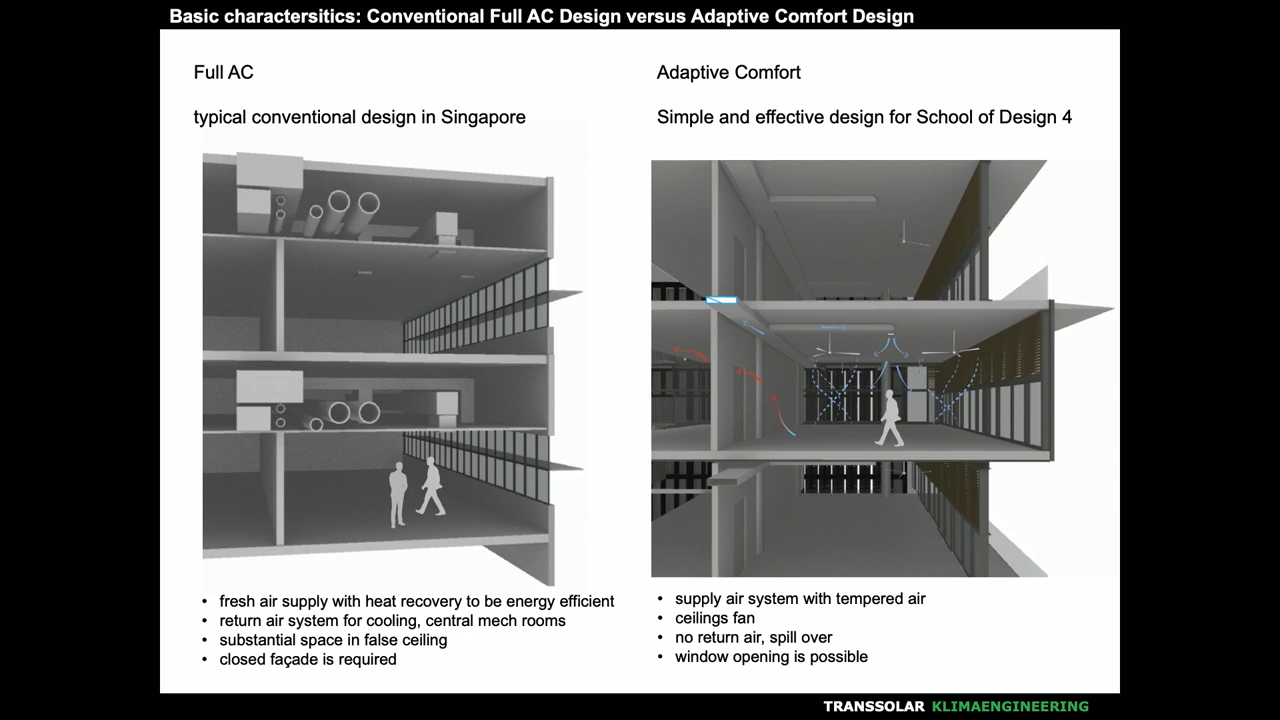 Basic charactersitics: Conventional Full AC Design versus Adaptive Comfort Design
Full AC
typical conventional design in Singapore
• fresh air supply with heat recovery to be energy efficient
• return air system for cooling, central mech rooms
• substantial space in false ceiling
• closed façade is required
Adaptive Comfort
Simple and effective design for School of Design 4
• supply air system with tempered air
• ceilings fan
• no return air, spill over
• window opening is possible
TRANSSOLAR KLIMAENGINEERING